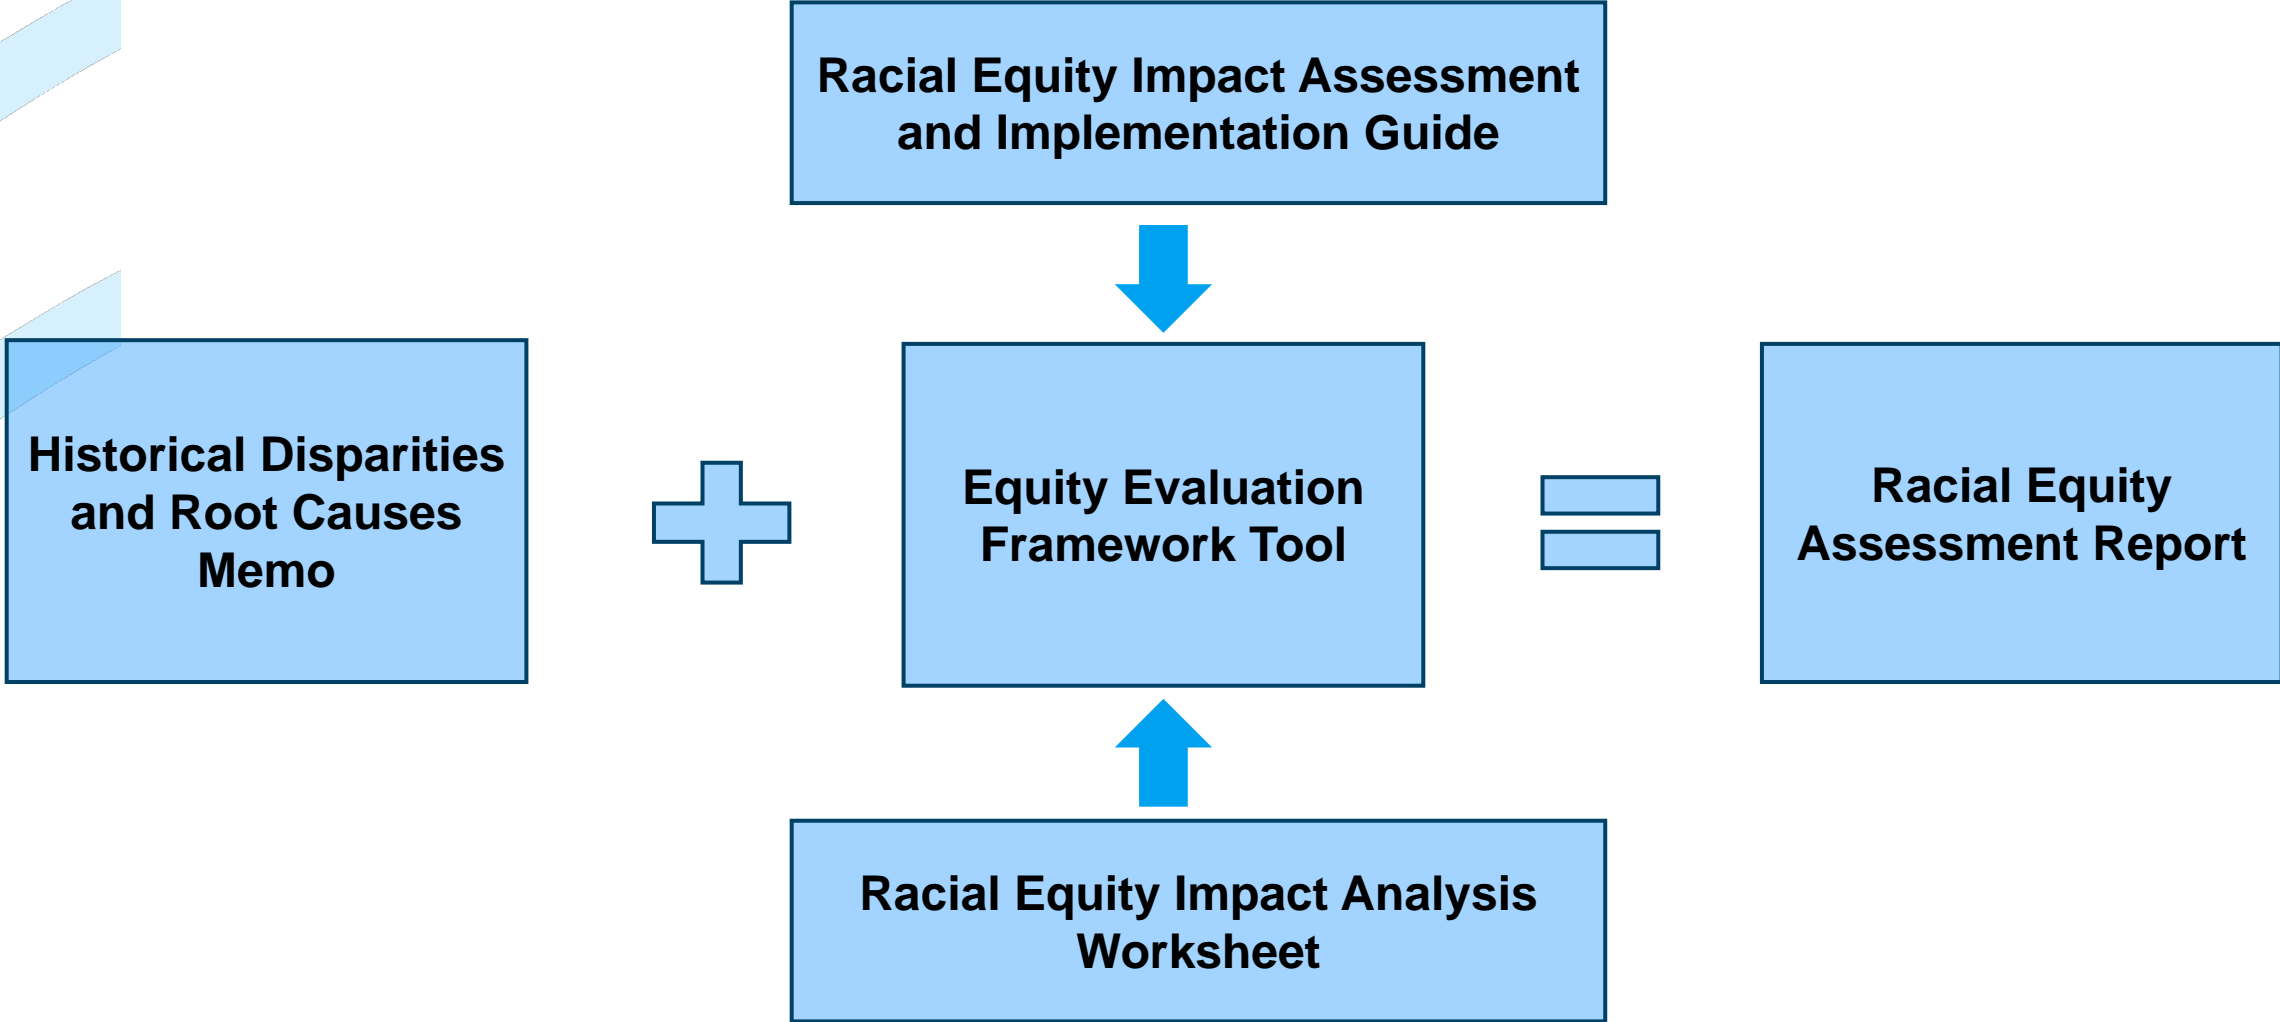 Racial Equity Impact Assessment
and Implementation Guide
Historical Disparities
and Root Causes
Memo
Equity Evaluation
Framework Tool
Racial Equity
Assessment Report
Racial Equity Impact Analysis
Worksheet